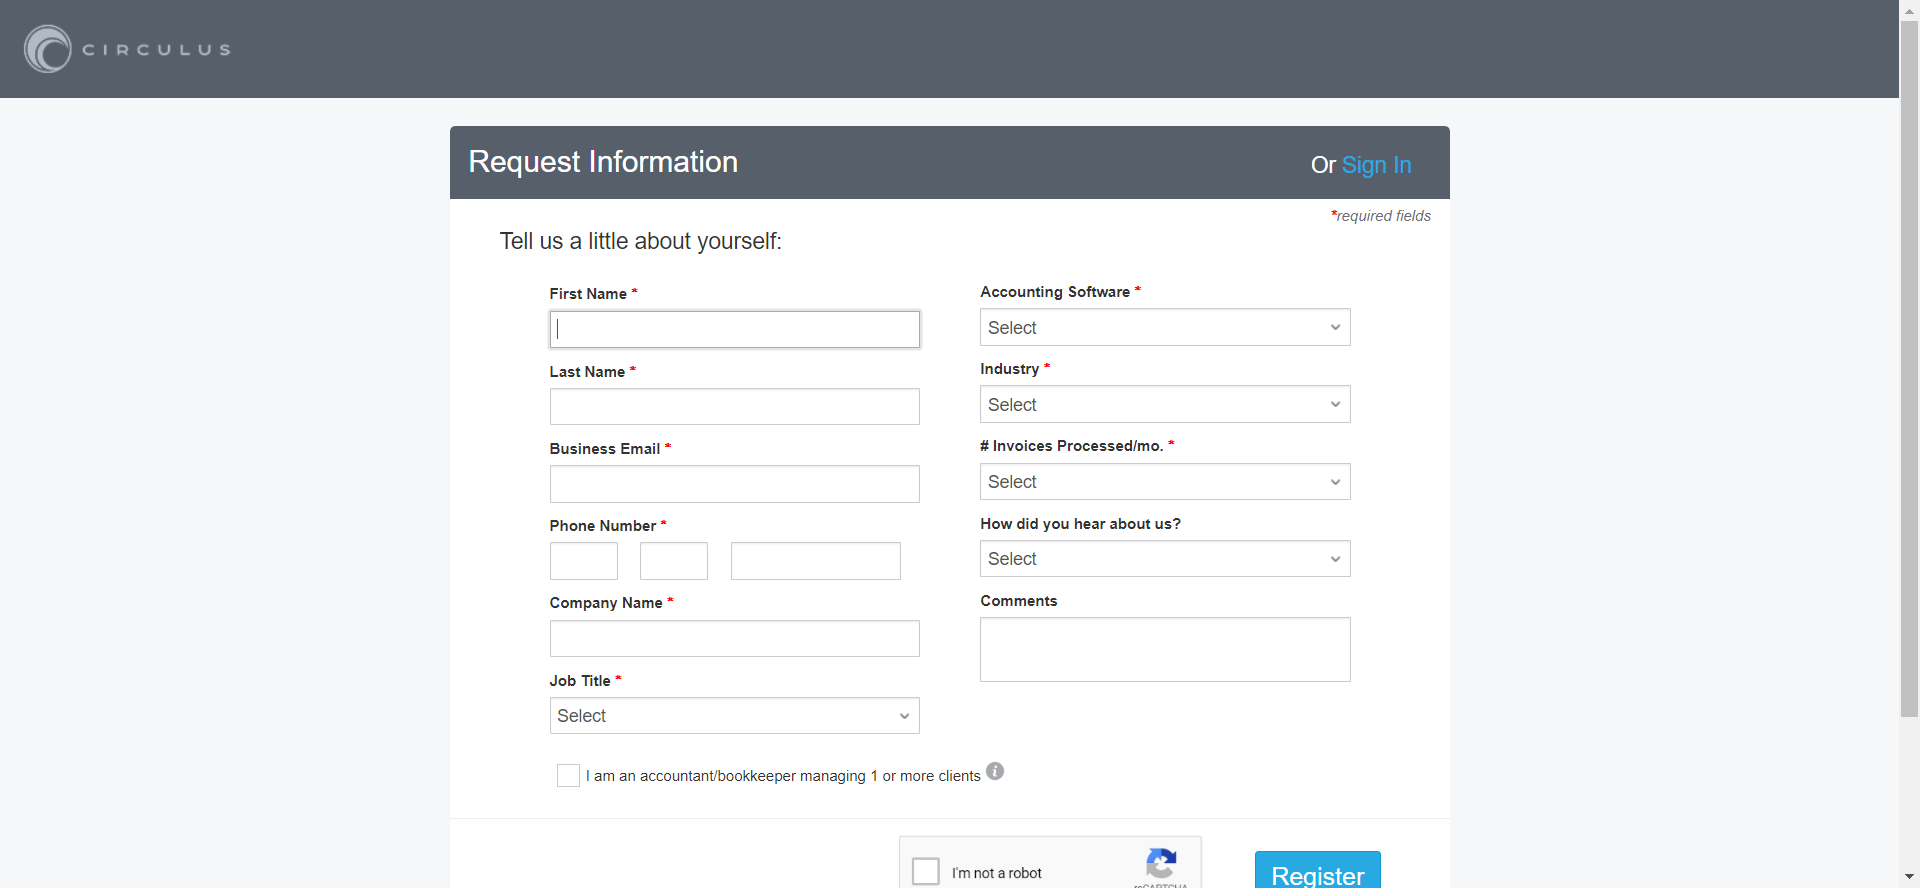 CIRCULUS
Request Information
Or Sign In
*required fields
Tell us a little about yourself:
First Name *
Last Name *
Business Email *
Phone Number *
Company Name *
Job Title *
Select
Accounting Software *
Select
Industry *
Select
# Invoices Processed/mo. *
Select
How did you hear about us?
Select
Comments
I am an accountant/bookkeeper managing 1 or more clients
I'm not a robot
reCAPTCHA
Register